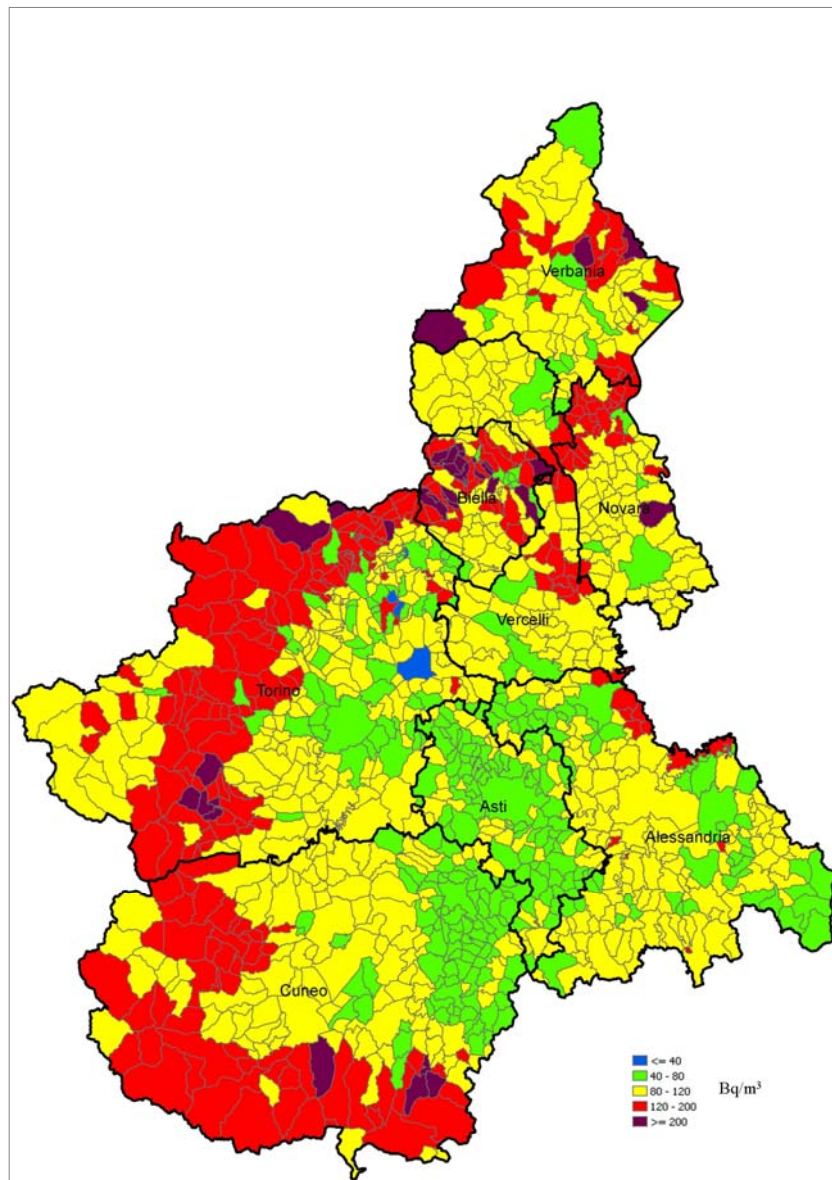 Verbania
Biella
Novara
Vercelli
Torino
Asti
Alessandria
Cuneo
<= 40
40 - 80
80 - 120
120 - 200
>= 200
Bq/m³